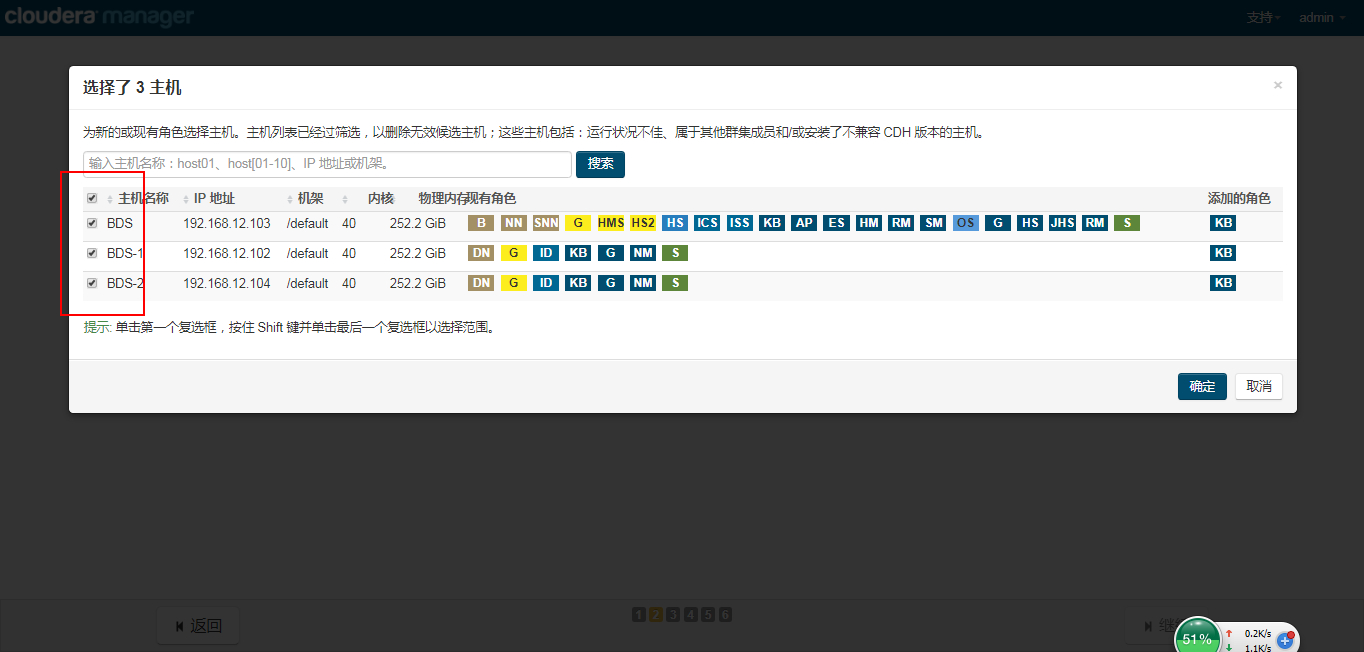 cloudera manager 支持 admin
选择了 3 主机 ×
为新的或现有角色选择主机。主机列表已经过筛选，以删除无效候选主机；这些主机包括：运行状况不佳、属于其他群集成员和/或安装了不兼容 CDH 版本的主机。
输入主机名称：host01、host[01-10]、IP 地址或机架。 搜索
主机名称 IP 地址 机架 内核 物理内存 现有角色 添加的角色
BDS 192.168.12.103 /default 40 252.2 GiB B NN SNN G HMS HS2 HS ICS ISS KB AP ES HM RM SM OS G HS JHS RM S KB
BDS-1 192.168.12.102 /default 40 252.2 GiB DN G ID KB G NM S KB
BDS-2 192.168.12.104 /default 40 252.2 GiB DN G ID KB G NM S KB
提示: 单击第一个复选框，按住 Shift 键并单击最后一个复选框以选择范围。
确定 取消
返回 1 2 3 4 5 6
51% 0.2K/s
1.1K/s